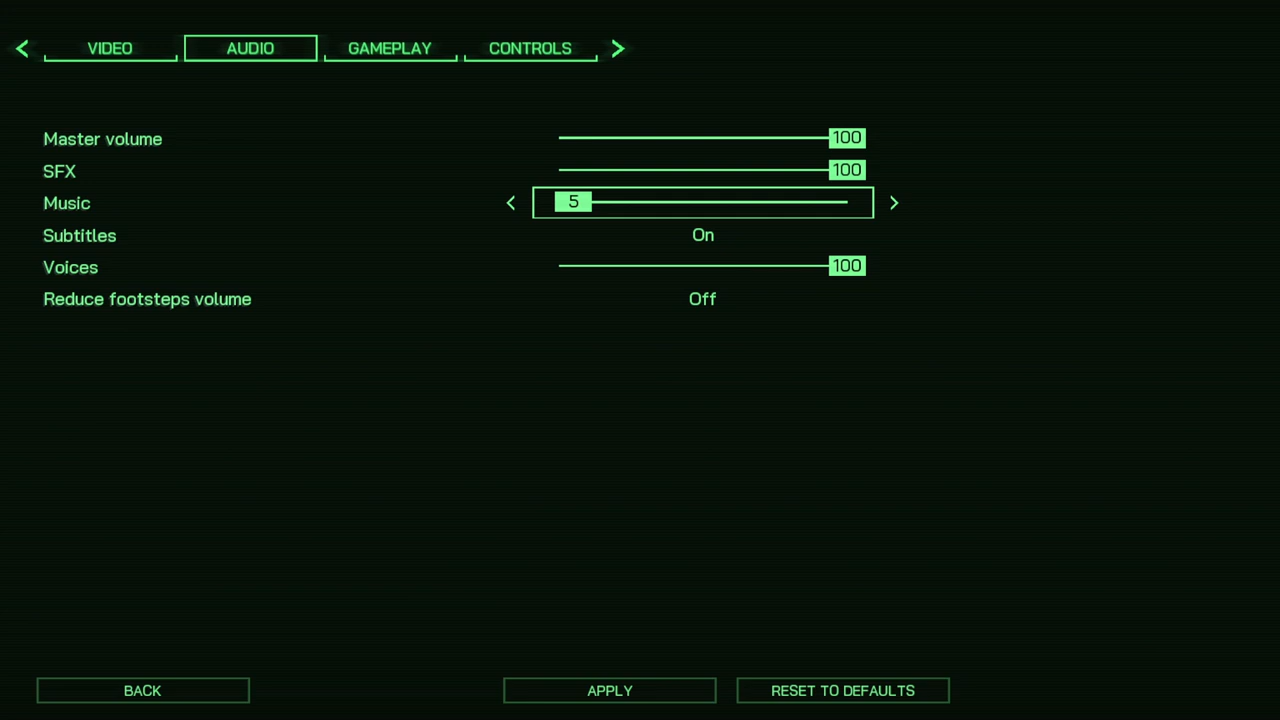 VIDEO AUDIO GAMEPLAY CONTROLS
Master volume 100
SFX 100
Music 5
Subtitles On
Voices 100
Reduce footsteps volume Off
BACK APPLY RESET TO DEFAULTS